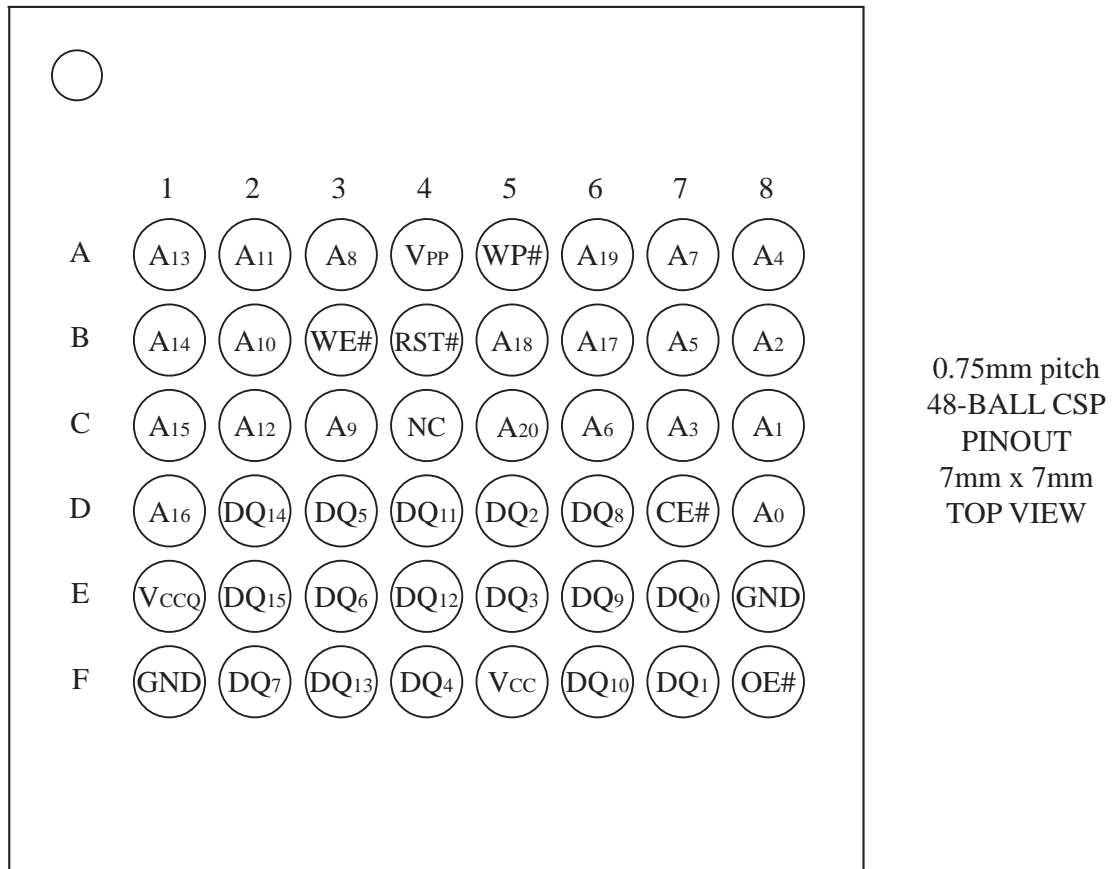 1 2 3 4 5 6 7 8
A A13 A11 A8 VPP WP# A19 A7 A4
B A14 A10 WE# RST# A18 A17 A5 A2
C A15 A12 A9 NC A20 A6 A3 A1
D A16 DQ14 DQ5 DQ11 DQ2 DQ8 CE# A0
E VCCQ DQ15 DQ6 DQ12 DQ3 DQ9 DQ0 GND
F GND DQ7 DQ13 DQ4 VCC DQ10 DQ1 OE#
0.75mm pitch
48-BALL CSP
PINOUT
7mm x 7mm
TOP VIEW